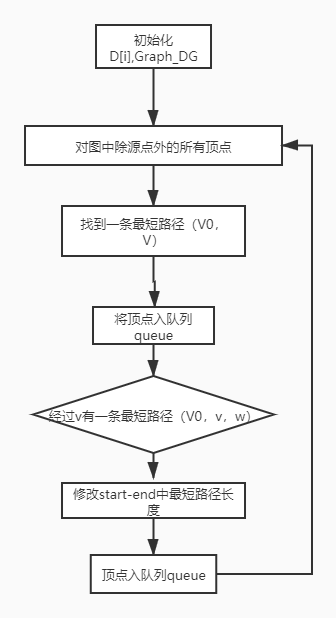 初始化
D[i],Graph_DG
对图中除源点外的所有顶点
找到一条最短路径（V0，
V）
将顶点入队列
queue
经过v有一条最短路径（V0，v，w）
修改start-end中最短路径长
度
顶点入队列queue